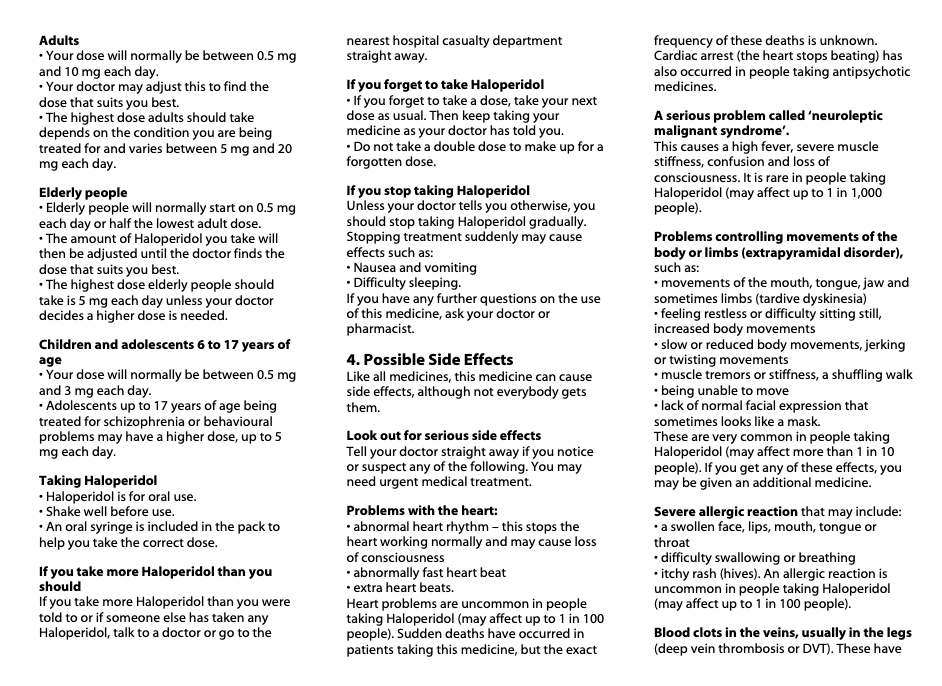 Adults
• Your dose will normally be between 0.5 mg
and 10 mg each day.
• Your doctor may adjust this to find the
dose that suits you best.
• The highest dose adults should take
depends on the condition you are being
treated for and varies between 5 mg and 20
mg each day.
Elderly people
• Elderly people will normally start on 0.5 mg
each day or half the lowest adult dose.
• The amount of Haloperidol you take will
then be adjusted until the doctor finds the
dose that suits you best.
• The highest dose elderly people should
take is 5 mg each day unless your doctor
decides a higher dose is needed.
Children and adolescents 6 to 17 years of
age
• Your dose will normally be between 0.5 mg
and 3 mg each day.
• Adolescents up to 17 years of age being
treated for schizophrenia or behavioural
problems may have a higher dose, up to 5
mg each day.
Taking Haloperidol
• Haloperidol is for oral use.
• Shake well before use.
• An oral syringe is included in the pack to
help you take the correct dose.
If you take more Haloperidol than you
should
If you take more Haloperidol than you were
told to or if someone else has taken any
Haloperidol, talk to a doctor or go to the
nearest hospital casualty department
straight away.
If you forget to take Haloperidol
• If you forget to take a dose, take your next
dose as usual. Then keep taking your
medicine as your doctor has told you.
• Do not take a double dose to make up for a
forgotten dose.
If you stop taking Haloperidol
Unless your doctor tells you otherwise, you
should stop taking Haloperidol gradually.
Stopping treatment suddenly may cause
effects such as:
• Nausea and vomiting
• Difficulty sleeping.
If you have any further questions on the use
of this medicine, ask your doctor or
pharmacist.
4. Possible Side Effects
Like all medicines, this medicine can cause
side effects, although not everybody gets
them.
Look out for serious side effects
Tell your doctor straight away if you notice
or suspect any of the following. You may
need urgent medical treatment.
Problems with the heart:
• abnormal heart rhythm – this stops the
heart working normally and may cause loss
of consciousness
• abnormally fast heart beat
• extra heart beats.
Heart problems are uncommon in people
taking Haloperidol (may affect up to 1 in 100
people). Sudden deaths have occurred in
patients taking this medicine, but the exact
frequency of these deaths is unknown.
Cardiac arrest (the heart stops beating) has
also occurred in people taking antipsychotic
medicines.
A serious problem called ‘neuroleptic
malignant syndrome’.
This causes a high fever, severe muscle
stiffness, confusion and loss of
consciousness. It is rare in people taking
Haloperidol (may affect up to 1 in 1,000
people).
Problems controlling movements of the
body or limbs (extrapyramidal disorder),
such as:
• movements of the mouth, tongue, jaw and
sometimes limbs (tardive dyskinesia)
• feeling restless or difficulty sitting still,
increased body movements
• slow or reduced body movements, jerking
or twisting movements
• muscle tremors or stiffness, a shuffling walk
• being unable to move
• lack of normal facial expression that
sometimes looks like a mask.
These are very common in people taking
Haloperidol (may affect more than 1 in 10
people). If you get any of these effects, you
may be given an additional medicine.
Severe allergic reaction that may include:
• a swollen face, lips, mouth, tongue or
throat
• difficulty swallowing or breathing
• itchy rash (hives). An allergic reaction is
uncommon in people taking Haloperidol
(may affect up to 1 in 100 people).
Blood clots in the veins, usually in the legs
(deep vein thrombosis or DVT). These have